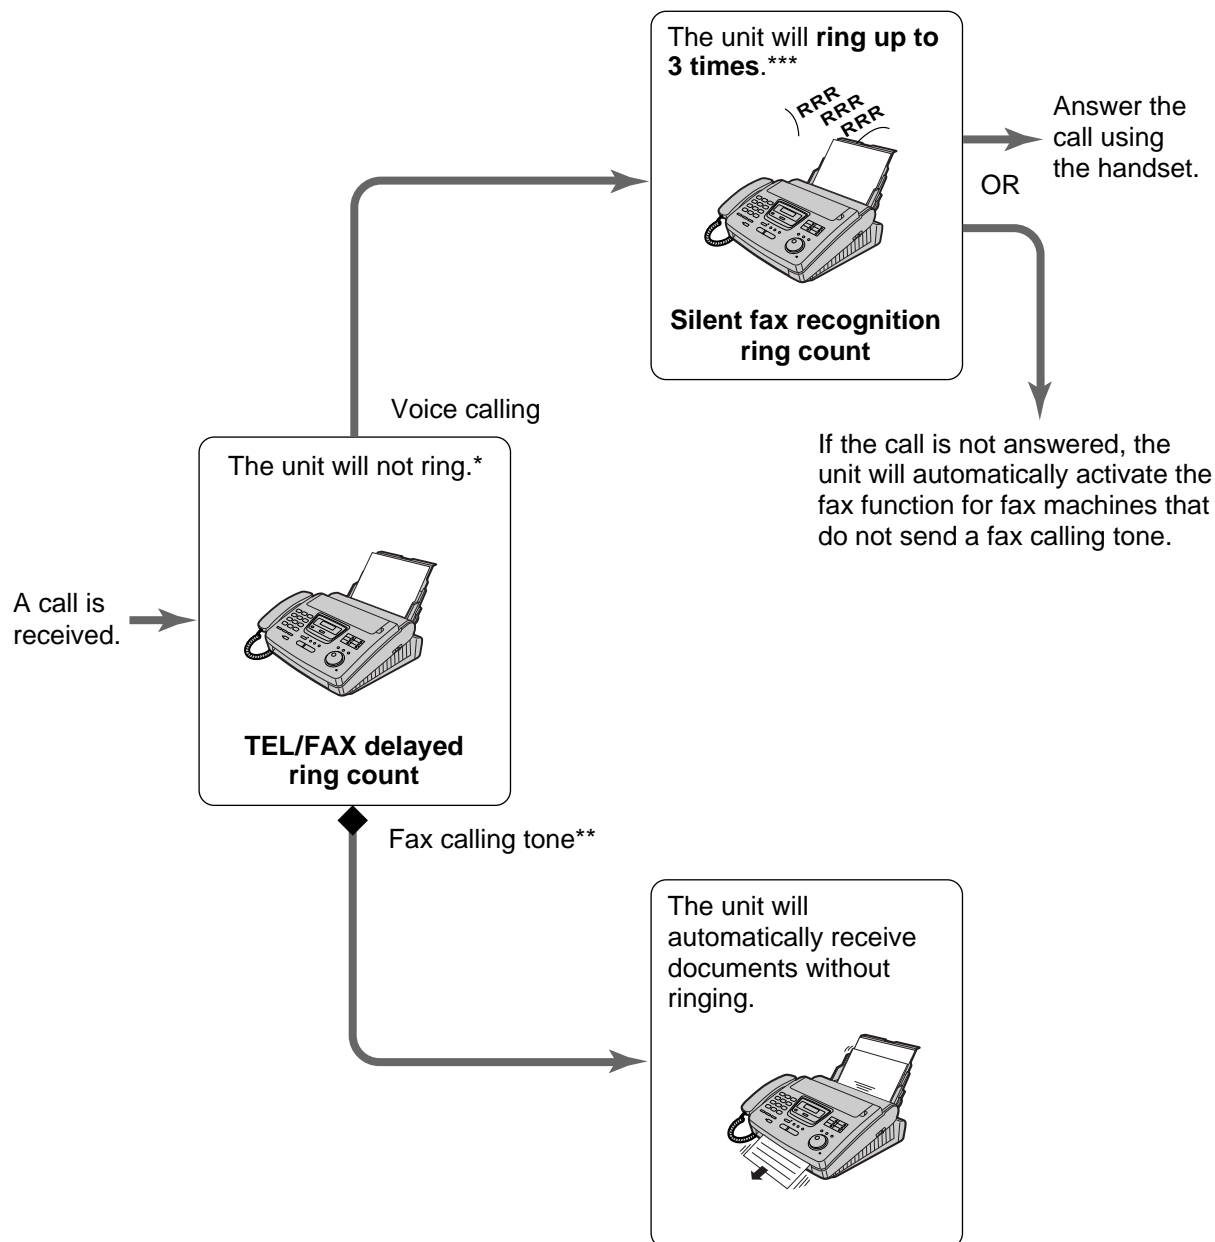 The unit will ring up to
3 times.***
RRR
RRR
RRR
Silent fax recognition
ring count
Answer the
call using
the handset.
OR
If the call is not answered, the
unit will automatically activate the
fax function for fax machines that
do not send a fax calling tone.
Voice calling
The unit will not ring.*
TEL/FAX delayed
ring count
A call is
received.
Fax calling tone**
The unit will
automatically receive
documents without
ringing.